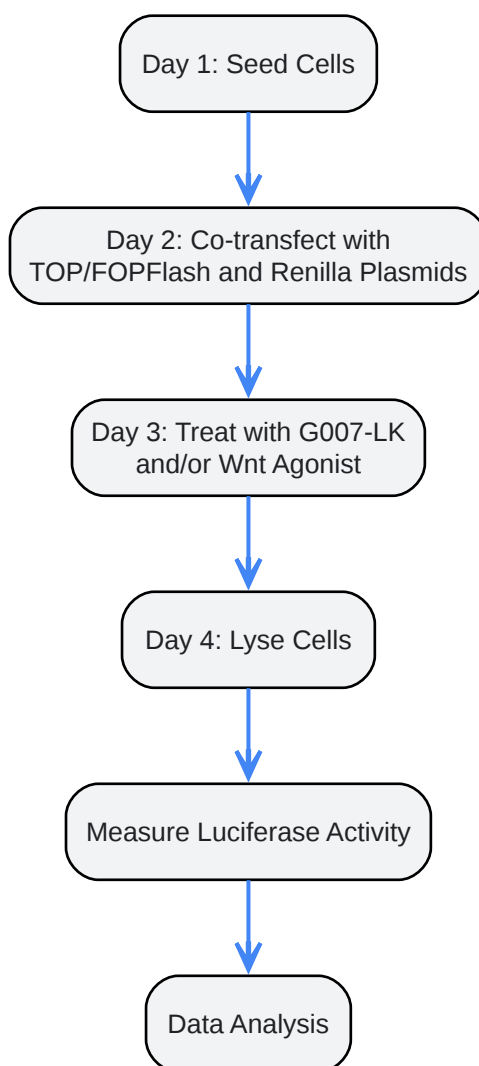 Day 1: Seed Cells
Day 2: Co-transfect with
TOP/FOPFlash and Renilla Plasmids
Day 3: Treat with G007-LK
and/or Wnt Agonist
Day 4: Lyse Cells
Measure Luciferase Activity
Data Analysis